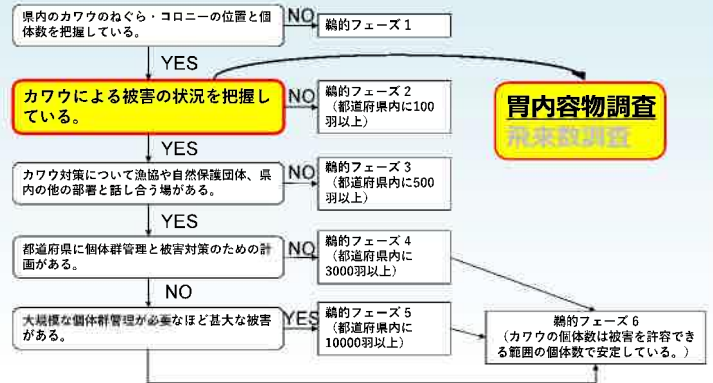 県内のカワウのねぐら・コロニーの位置と個
体数を把握している。
NO
鵜的フェーズ１
YES
カワウによる被害の状況を把握し
ている。
NO
鵜的フェーズ２
（都道府県内に100
羽以上）
胃内容物調査
飛来数調査
YES
カワウ対策について漁協や自然保護団体、県
内の他の部署と話し合う場がある。
NO
鵜的フェーズ３
（都道府県内に500
羽以上）
YES
都道府県に個体群管理と被害対策のための計
画がある。
NO
鵜的フェーズ４
（都道府県内に
3000羽以上）
NO
大規模な個体群管理が必要なほど甚大な被害
がある。
YES
鵜的フェーズ５
（都道府県内に
10000羽以上）
鵜的フェーズ６
（カワウの個体数は被害を許容でき
る範囲の個体数で安定している。）